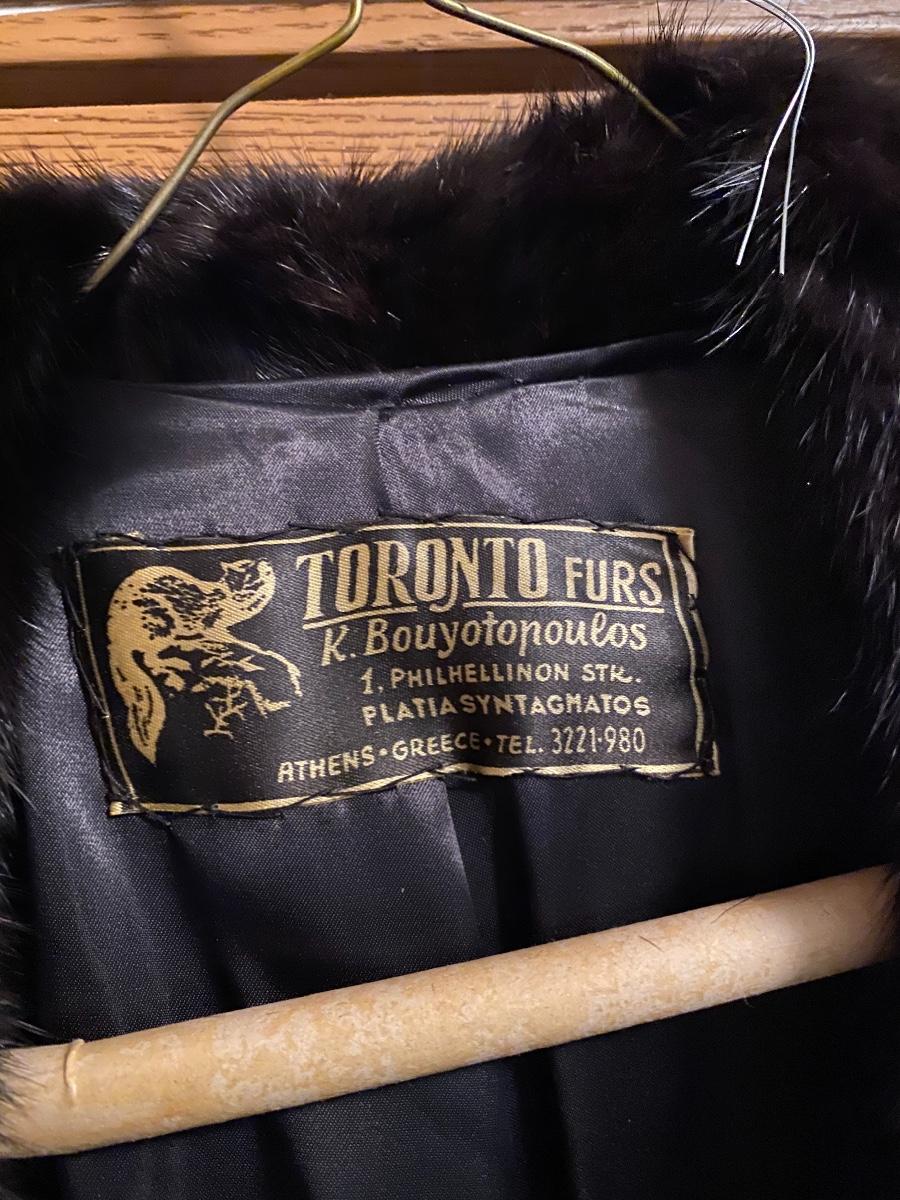 TORONTO FURS
K. Bouyotopoulos
1, PHILHELLINON STR.
PLATIA SYNTAGMATOS
ATHENS • GREECE • TEL. 3221-980